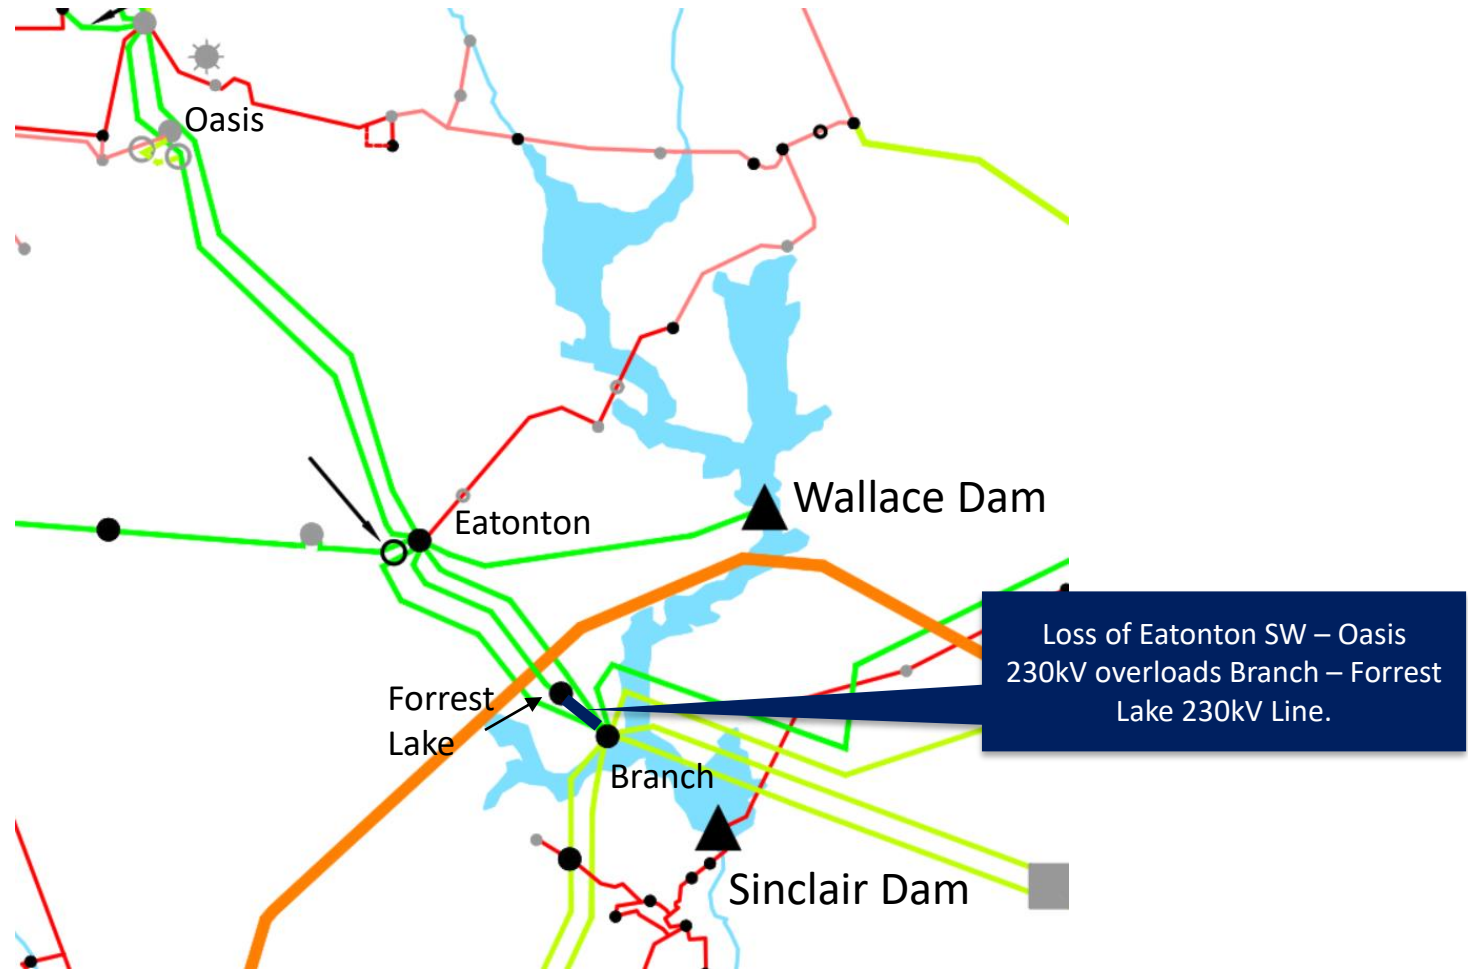 Oasis
Wallace Dam
Eatonton
Loss of Eatonton SW – Oasis
230kV overloads Branch – Forrest
Lake 230kV Line.
Forrest
Lake
Branch
Sinclair Dam